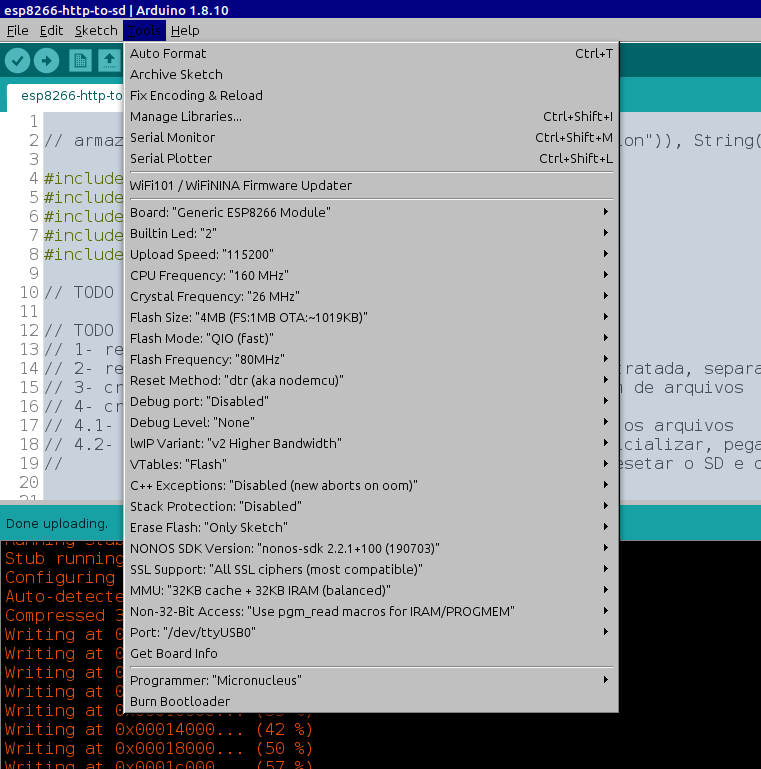 esp8266-http-to-sd | Arduino 1.8.10
File Edit Sketch Tools Help
esp8266-http-to
Auto Format Ctrl+T
Archive Sketch
Fix Encoding & Reload
Manage Libraries... Ctrl+Shift+I
Serial Monitor Ctrl+Shift+M
Serial Plotter Ctrl+Shift+L
WiFi101 / WiFiNINA Firmware Updater
Board: "Generic ESP8266 Module"
Builtin Led: "2"
Upload Speed: "115200"
CPU Frequency: "160 MHz"
Crystal Frequency: "26 MHz"
Flash Size: "4MB (FS:1MB OTA:~1019KB)"
Flash Mode: "QIO (fast)"
Flash Frequency: "80MHz"
Reset Method: "dtr (aka nodemcu)"
Debug port: "Disabled"
Debug Level: "None"
lwIP Variant: "v2 Higher Bandwidth"
VTables: "Flash"
C++ Exceptions: "Disabled (new aborts on oom)"
Stack Protection: "Disabled"
Erase Flash: "Only Sketch"
NONOS SDK Version: "nonos-sdk 2.2.1+100 (190703)"
SSL Support: "All SSL ciphers (most compatible)"
MMU: "32KB cache + 32KB IRAM (balanced)"
Non-32-Bit Access: "Use pgm_read macros for IRAM/PROGMEM"
Port: "/dev/ttyUSB0"
Get Board Info
Programmer: "Micronucleus"
Burn Bootloader
1
2 // armaz ion")), String(
3
4 #include
5 #include
6 #include
7 #include
8 #include
9
10 // TODO
11
12 // TODO
13 // 1- re
14 // 2- re ratada, separa
15 // 3- cr de arquivos
16 // 4- cr
17 // 4.1- os arquivos
18 // 4.2- icializar, pega
19 // esetar o SD e
20
21
Done uploading.
Running stub
Stub running
Configuring
Auto-detecte
Compressed 3
Writing at 0
Writing at 0
Writing at 0
Writing at 0
Writing at 0x00010000... (35 %)
Writing at 0x00014000... (42 %)
Writing at 0x00018000... (50 %)
Writing at 0x0001c000... (57 %)